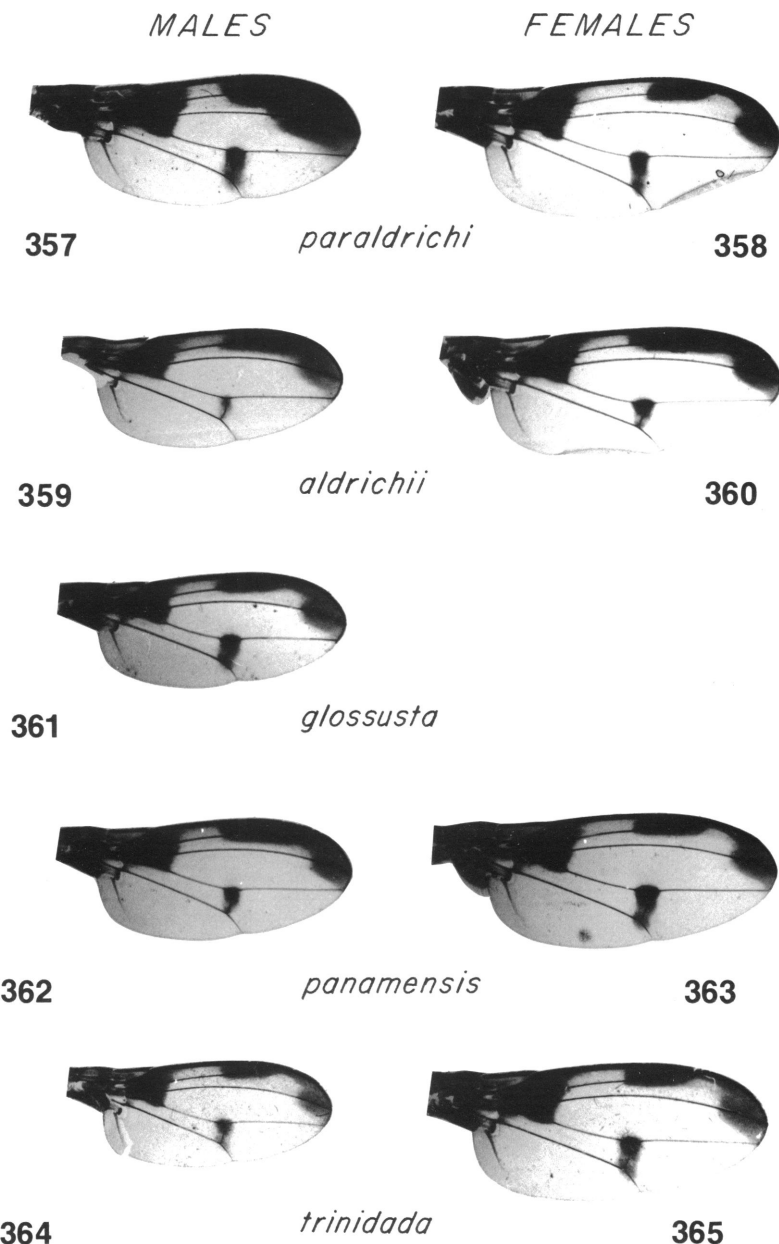 MALES FEMALES
357 paraldrichi 358
359 aldrichii 360
361 glossusta
362 panamensis 363
364 trinidada 365